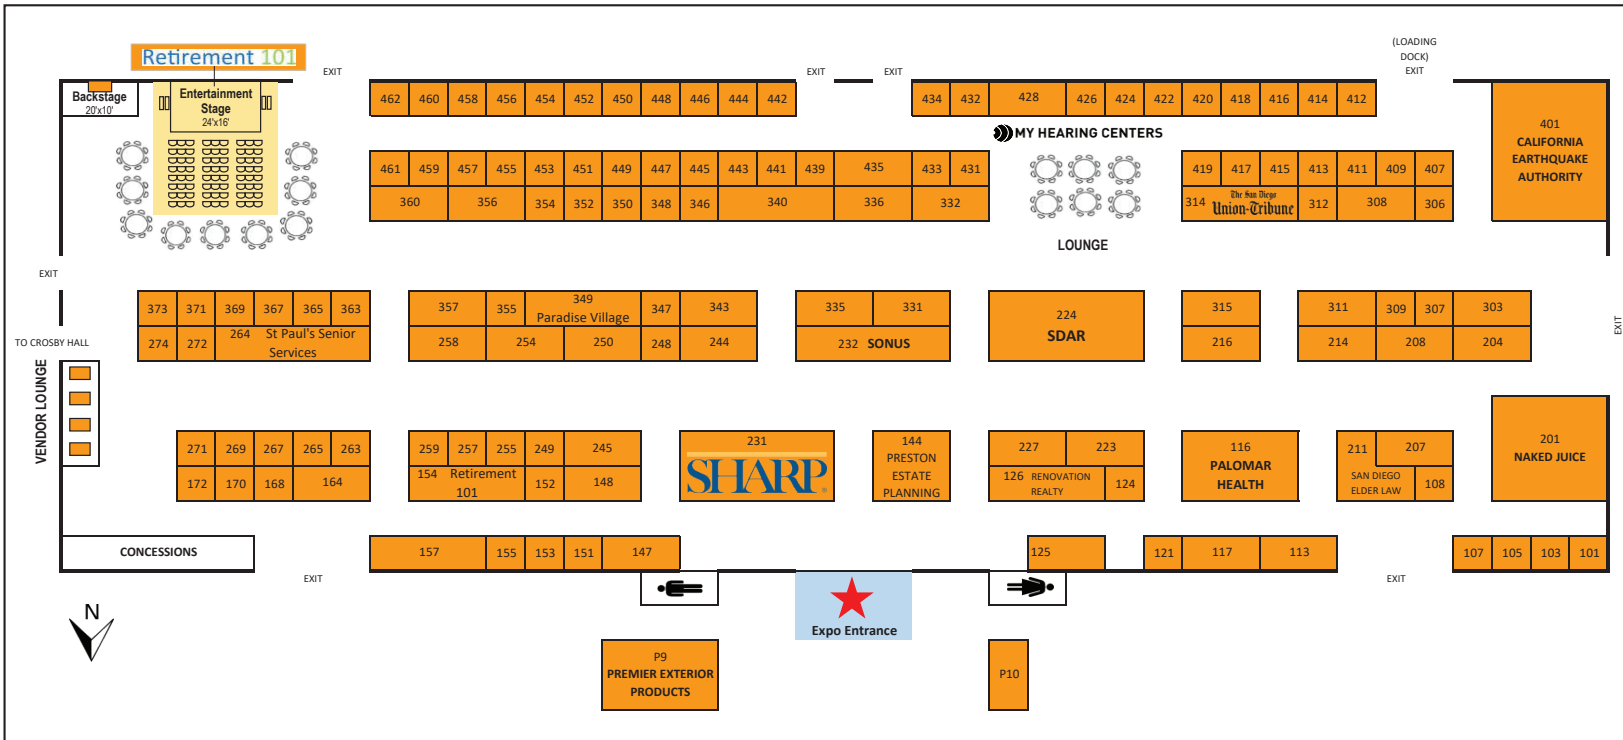 Retirement 101
(LOADING
DOCK)
EXIT
EXIT
EXIT
EXIT
Backstage
20'x10'
Entertainment
Stage
24'x16'
462 460 458 456 454 452 450 448 446 444 442
434 432 428 426 424 422 420 418 416 414 412
MY HEARING CENTERS
401
CALIFORNIA
EARTHQUAKE
AUTHORITY
461 459 457 455 453 451 449 447 445 443 441 439 435 433 431
419 417 415 413 411 409 407
360 356 354 352 350 348 346 340 336 332
314 The San Diego
Union-Tribune
312 308 306
LOUNGE
EXIT
373 371 369 367 365 363
357 355 349
Paradise Village
347 343
335 331
224
SDAR
315
311 309 307 303
EXIT
TO CROSBY HALL
274 272 264 St Paul's Senior
Services
258 254 250 248 244
232 SONUS
216
214 208 204
VENDOR LOUNGE
271 269 267 265 263
259 257 255 249 245
231
SHARP®
144
PRESTON
ESTATE
PLANNING
227 223
116
PALOMAR
HEALTH
211 207
201
NAKED JUICE
172 170 168 164
154 Retirement
101
152 148
126 RENOVATION
REALTY
124
SAN DIEGO
ELDER LAW
108
CONCESSIONS
157 155 153 151 147
125
121 117 113
107 105 103 101
EXIT
EXIT
N
Expo Entrance
P9
PREMIER EXTERIOR
PRODUCTS
P10